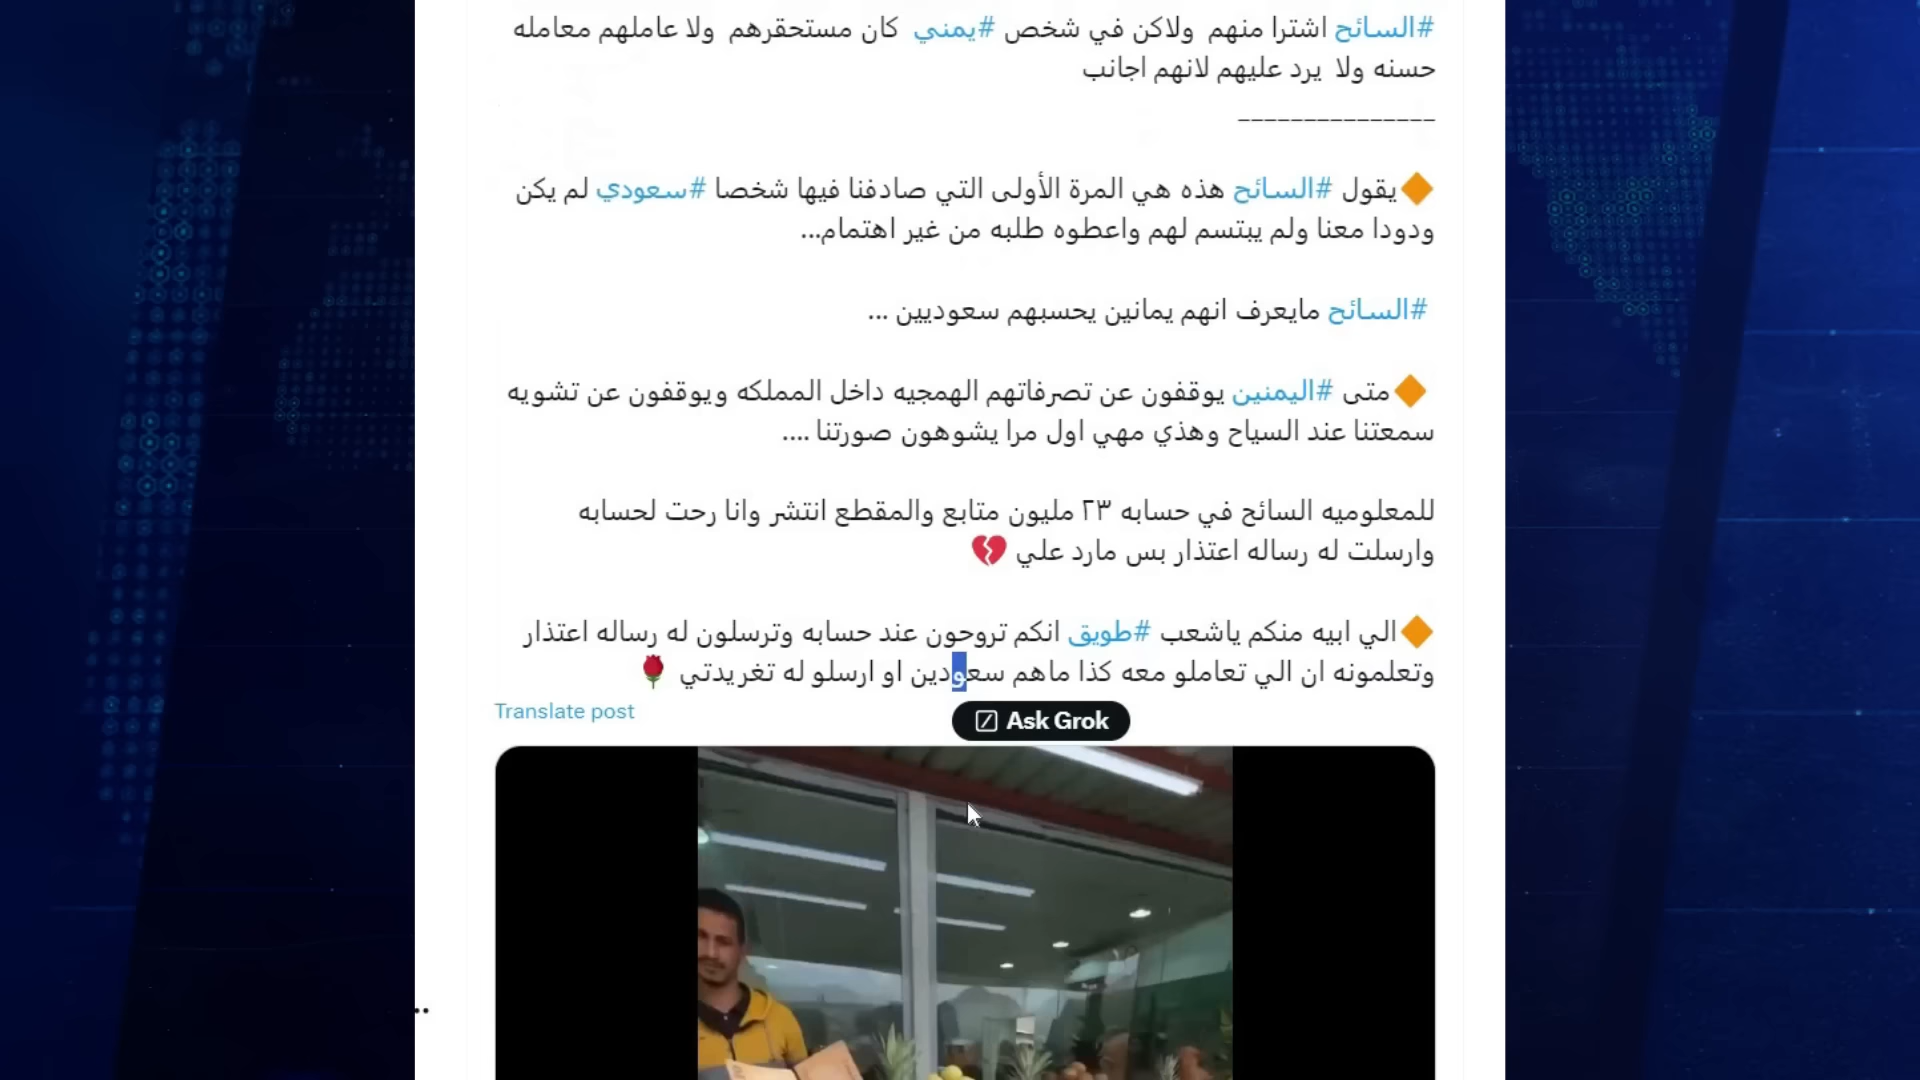 #السائح اشترا منهم ولاكن في شخص #يمني كان مستحقرهم ولا عاملهم معامله
حسنه ولا يرد عليهم لانهم اجانب
_______________
🔶يقول #السائح هذه هي المرة الأولى التي صادفنا فيها شخصا #سعودي لم يكن
ودودا معنا ولم يبتسم لهم واعطوه طلبه من غير اهتمام...
#السائح مايعرف انهم يمانين يحسبهم سعوديين ...
🔶متى #اليمنين يوقفون عن تصرفاتهم الهمجيه داخل المملكه ويوقفون عن تشويه
سمعتنا عند السياح وهذي مهي اول مرا يشوهون صورتنا ....
للمعلوميه السائح في حسابه ٢٣ مليون متابع والمقطع انتشر وانا رحت لحسابه
وارسلت له رساله اعتذار بس مارد علي 💔
🔶الي ابيه منكم ياشعب #طويق انكم تروحون عند حسابه وترسلون له رساله اعتذار
وتعلمونه ان الي تعاملو معه كذا ماهم سعودين او ارسلو له تغريدتي 🌹
Translate post
Ask Grok